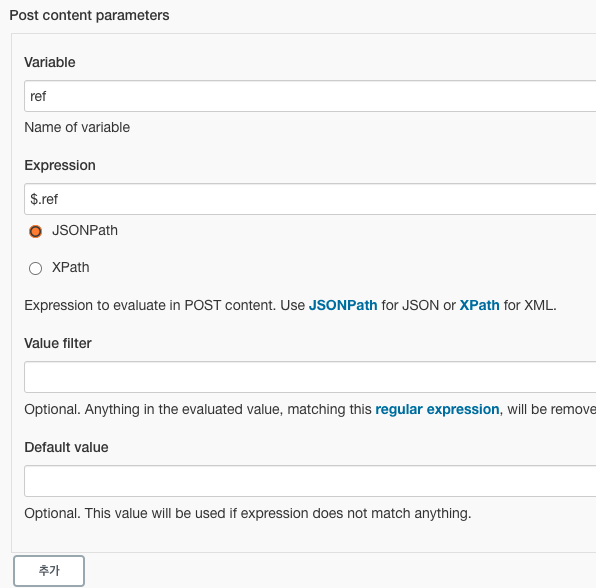 Post content parameters
Variable
ref
Name of variable
Expression
$.ref
JSONPath
XPath
Expression to evaluate in POST content. Use JSONPath for JSON or XPath for XML.
Value filter
Optional. Anything in the evaluated value, matching this regular expression, will be remove
Default value
Optional. This value will be used if expression does not match anything.
추가